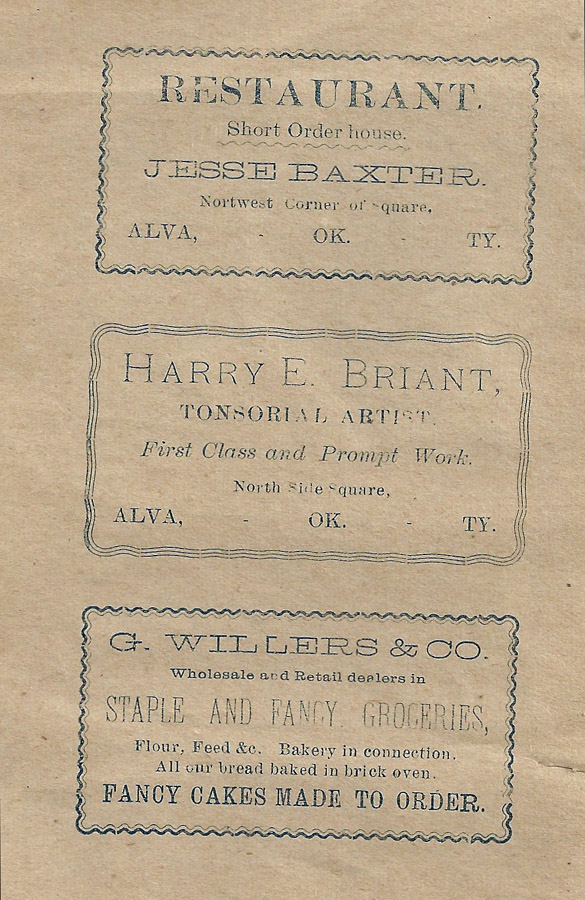 RESTAURANT.
Short Order house.
JESSE BAXTER.
Nortwest Corner of Square,
ALVA, - OK. - TY.
HARRY E. BRIANT,
TONSORIAL ARTIST.
First Class and Prompt Work.
North Side Square,
ALVA, - OK. - TY.
G. WILLERS & CO.
Wholesale and Retail dealers in
STAPLE AND FANCY GROCERIES,
Flour, Feed &c. Bakery in connection.
All our bread baked in brick oven.
FANCY CAKES MADE TO ORDER.